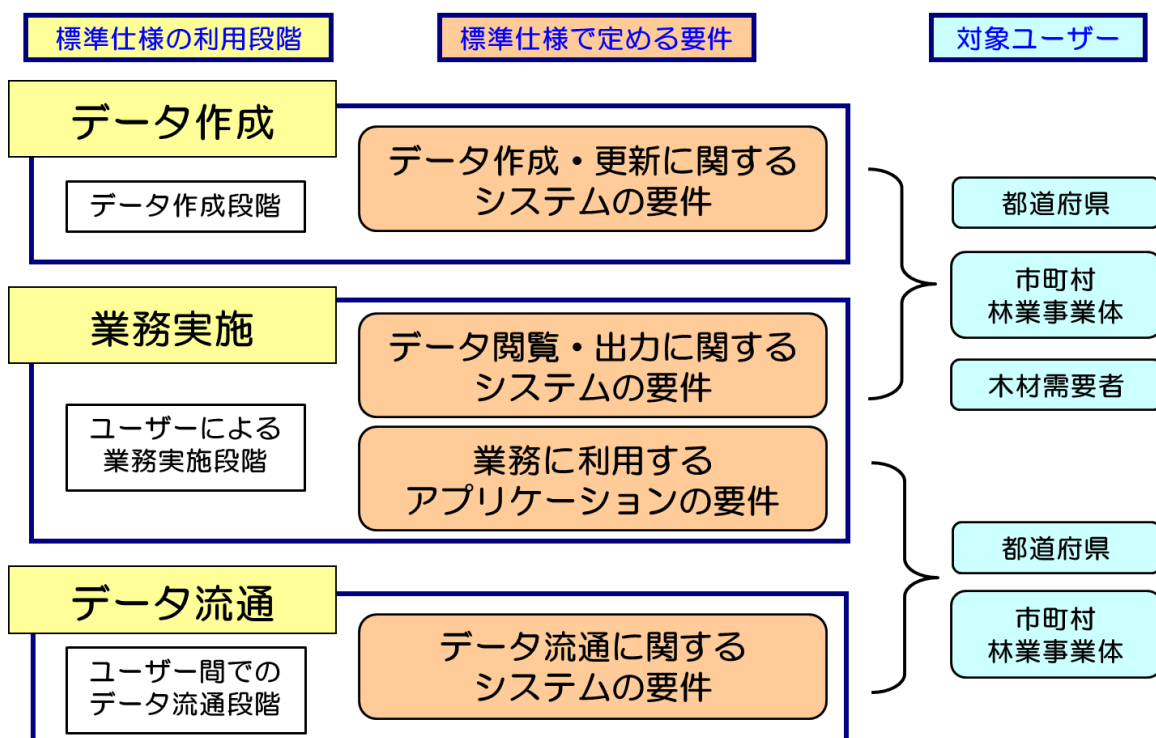 標準仕様の利用段階
標準仕様で定める要件
対象ユーザー
データ作成
データ作成段階
データ作成・更新に関する
システムの要件
都道府県
市町村
林業事業体
木材需要者
業務実施
ユーザーによる
業務実施段階
データ閲覧・出力に関する
システムの要件
業務に利用する
アプリケーションの要件
都道府県
市町村
林業事業体
データ流通
ユーザー間での
データ流通段階
データ流通に関する
システムの要件